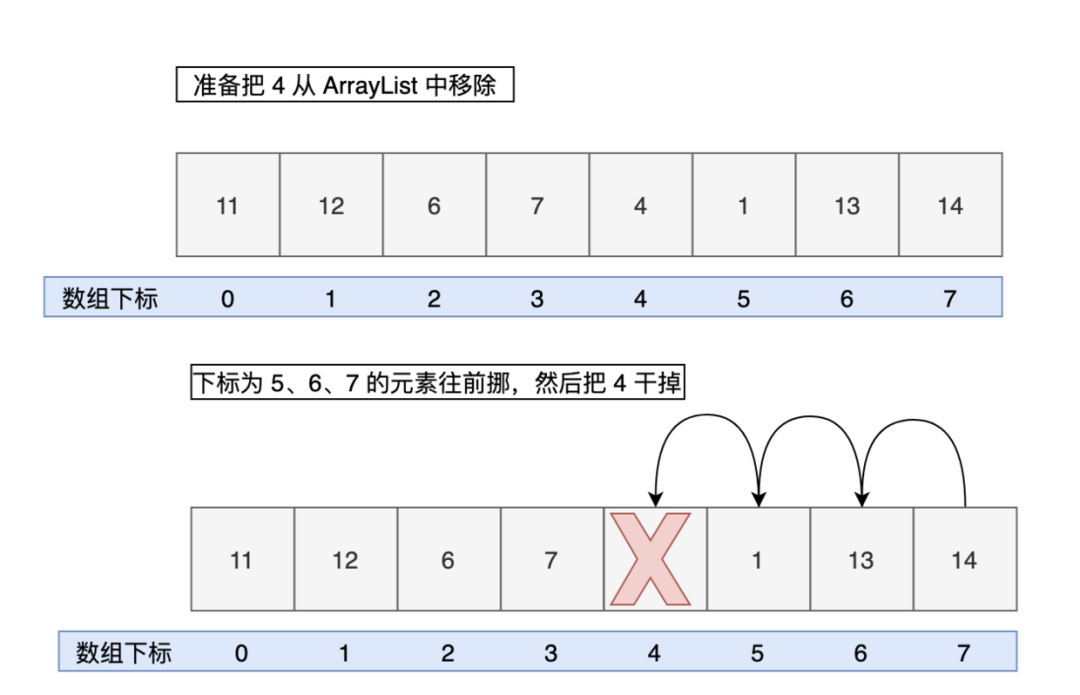 准备把 4 从 ArrayList 中移除
11 12 6 7 4 1 13 14
数组下标 0 1 2 3 4 5 6 7
下标为 5、6、7 的元素往前挪，然后把 4 干掉
11 12 6 7 X 1 13 14
数组下标 0 1 2 3 4 5 6 7